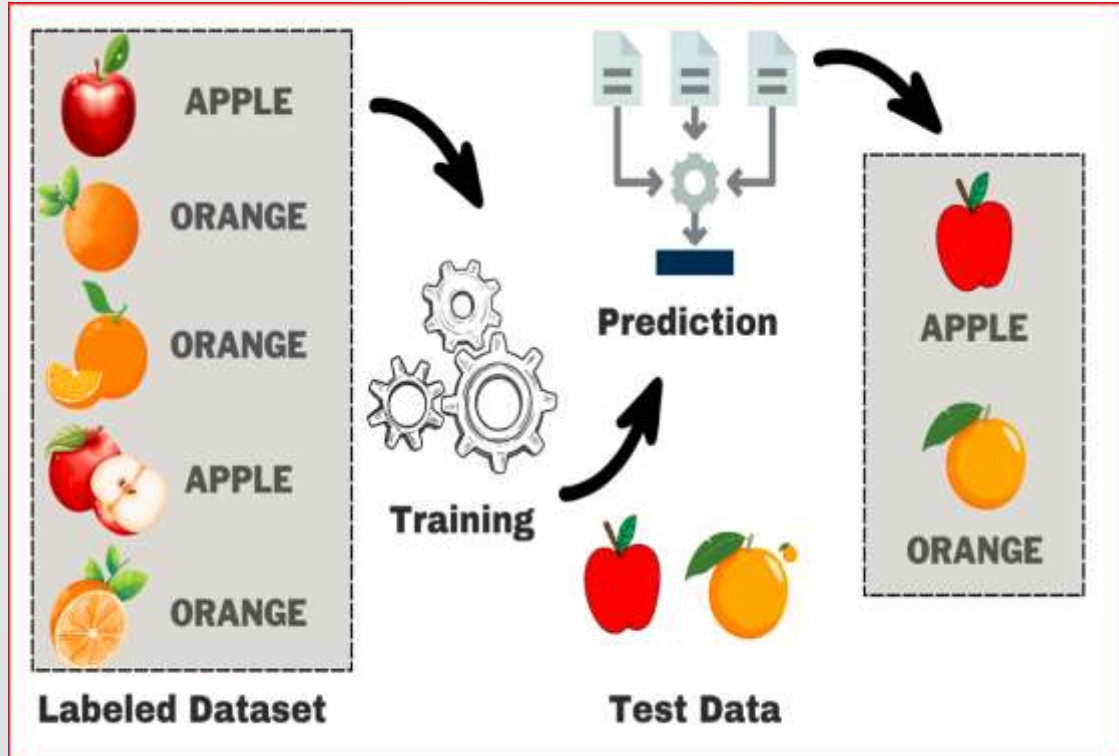 APPLE
ORANGE
ORANGE
APPLE
ORANGE
Labeled Dataset
Training
Prediction
Test Data
APPLE
ORANGE